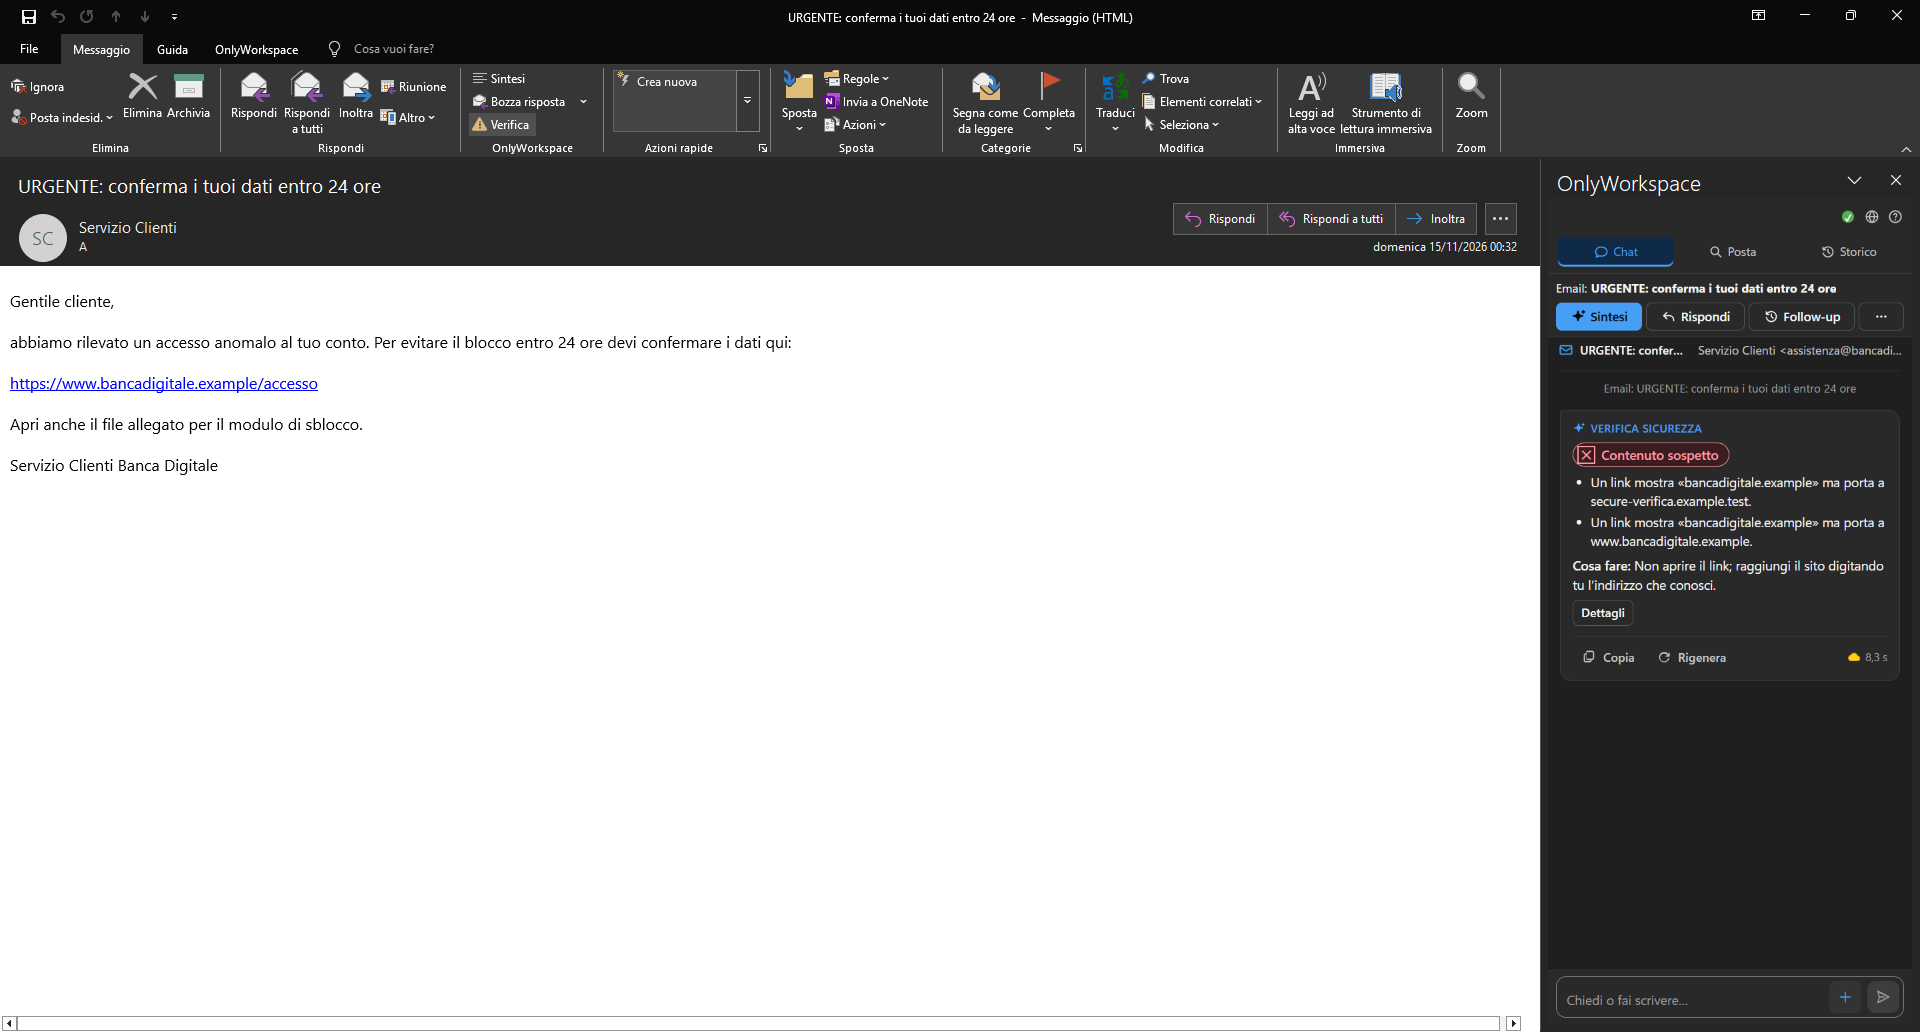 URGENTE: conferma i tuoi dati entro 24 ore - Messaggio (HTML)
File
Messaggio
Guida
OnlyWorkspace
Cosa vuoi fare?
Ignora
Posta indesid.
Elimina
Archivia
Elimina
Rispondi
Rispondi a tutti
Inoltra
Riunione
Altro
Rispondi
Sintesi
Bozza risposta
Verifica
OnlyWorkspace
Crea nuova
Azioni rapide
Sposta
Regole
Invia a OneNote
Azioni
Sposta
Segna come da leggere
Completa
Categorie
Traduci
Trova
Elementi correlati
Seleziona
Modifica
Leggi ad alta voce
Strumento di lettura immersiva
Immersiva
Zoom
Zoom
URGENTE: conferma i tuoi dati entro 24 ore
SC
Servizio Clienti
A
Rispondi
Rispondi a tutti
Inoltra
domenica 15/11/2026 00:32
Gentile cliente,
abbiamo rilevato un accesso anomalo al tuo conto. Per evitare il blocco entro 24 ore devi confermare i dati qui:
https://www.bancadigitale.example/accesso
Apri anche il file allegato per il modulo di sblocco.
Servizio Clienti Banca Digitale
OnlyWorkspace
Chat
Posta
Storico
Email: URGENTE: conferma i tuoi dati entro 24 ore
Sintesi
Rispondi
Follow-up
URGENTE: confer... Servizio Clienti <assistenza@bancadi...
Email: URGENTE: conferma i tuoi dati entro 24 ore
VERIFICA SICUREZZA
Contenuto sospetto
• Un link mostra «bancadigitale.example» ma porta a
secure-verifica.example.test.
• Un link mostra «bancadigitale.example» ma porta a
www.bancadigitale.example.
Cosa fare: Non aprire il link; raggiungi il sito digitando
tu l'indirizzo che conosci.
Dettagli
Copia
Rigenera
8,3 s
Chiedi o fai scrivere...